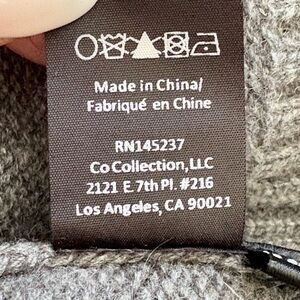 Made in China/
Fabriqué en Chine
RN145237
Co Collection,LLC
2121 E.7th Pl. #216
Los Angeles, CA 90021